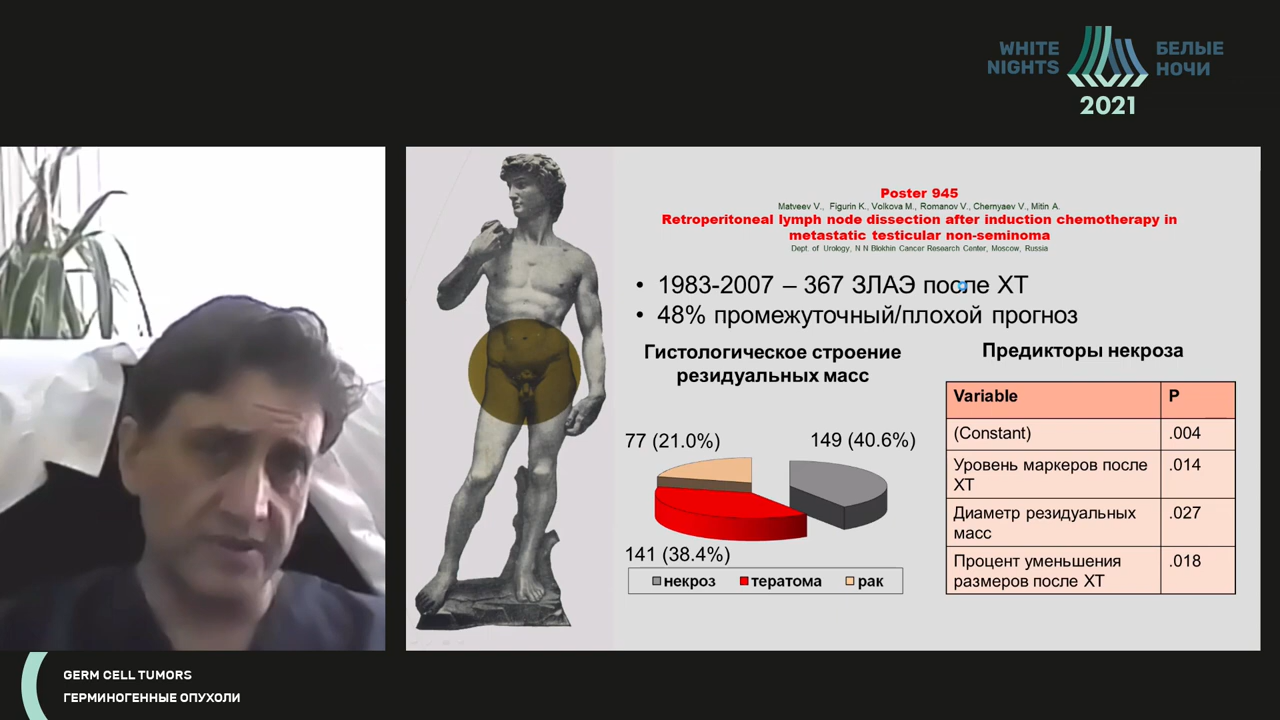 WHITE
NIGHTS
БЕЛЫЕ
НОЧИ
2021
Poster 945
Matveev V., Figurin K., Volkova M., Romanov V., Chernyaev V., Mitin A.
Retroperitoneal lymph node dissection after induction chemotherapy in
metastatic testicular non-seminoma
Dept. of Urology, N N Blokhin Cancer Research Center, Moscow, Russia
• 1983-2007 – 367 ЗЛАЭ после ХТ
• 48% промежуточный/плохой прогноз
Гистологическое строение
резидуальных масс
77 (21.0%)
149 (40.6%)
141 (38.4%)
некроз тератома рак
Предикторы некроза
Variable P
(Constant) .004
Уровень маркеров после .014
ХТ
Диаметр резидуальных .027
масс
Процент уменьшения .018
размеров после ХТ
GERM CELL TUMORS
ГЕРМИНОГЕННЫЕ ОПУХОЛИ